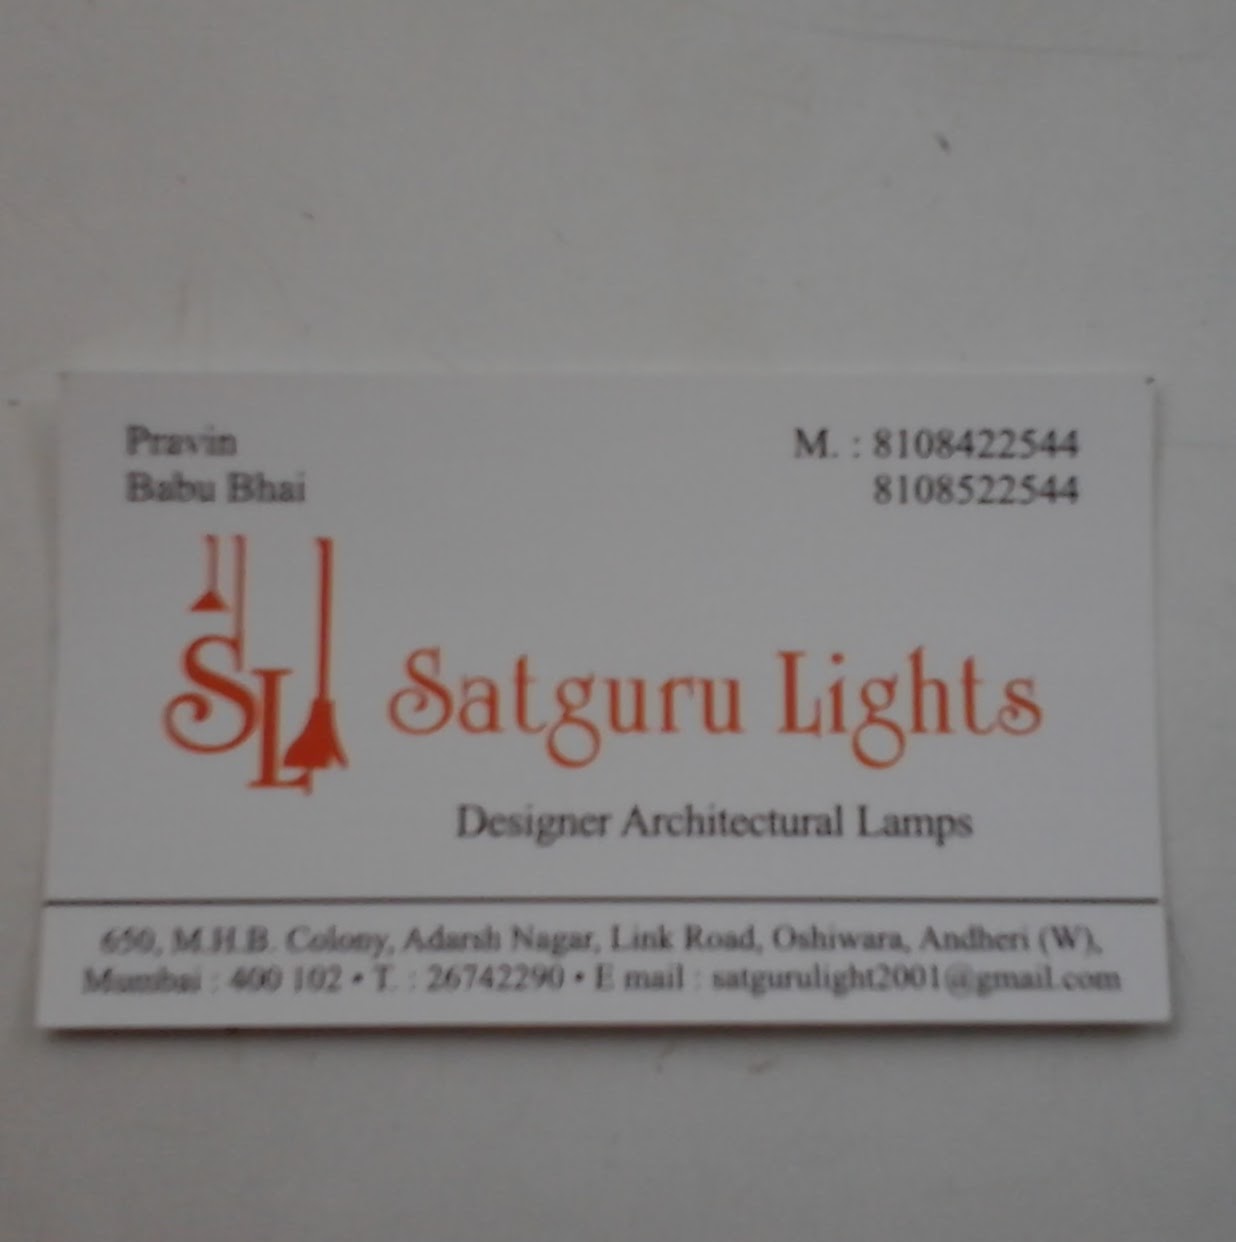 Pravin
Babu Bhai
M. : 8108422544
8108522544
SL
Satguru Lights
Designer Architectural Lamps
650, M.H.B. Colony, Adarsh Nagar, Link Road, Oshiwara, Andheri (W),
Mumbai : 400 102 • T. : 26742290 • E mail : satgurulight2001@gmail.com